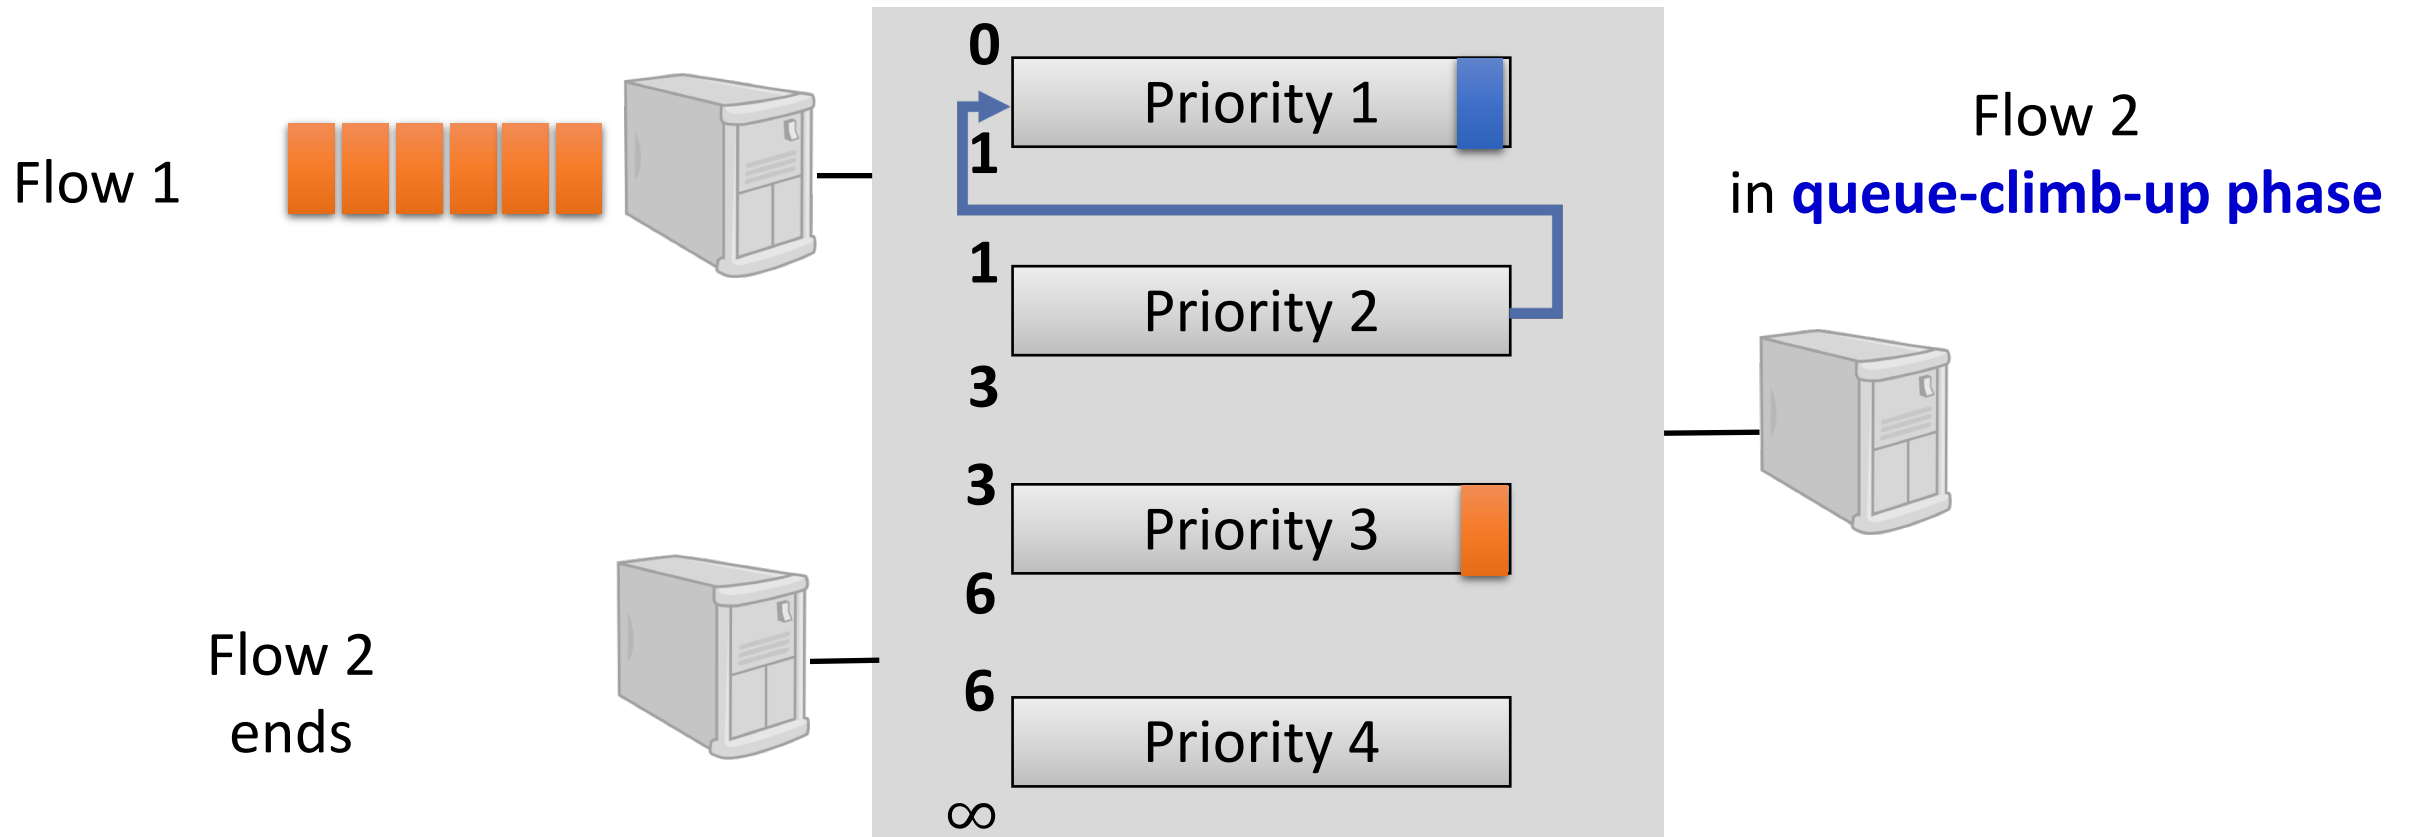 Flow 1
Flow 2
ends
0
Priority 1
1
1
Priority 2
3
3
Priority 3
6
6
Priority 4
∞
Flow 2
in queue-climb-up phase